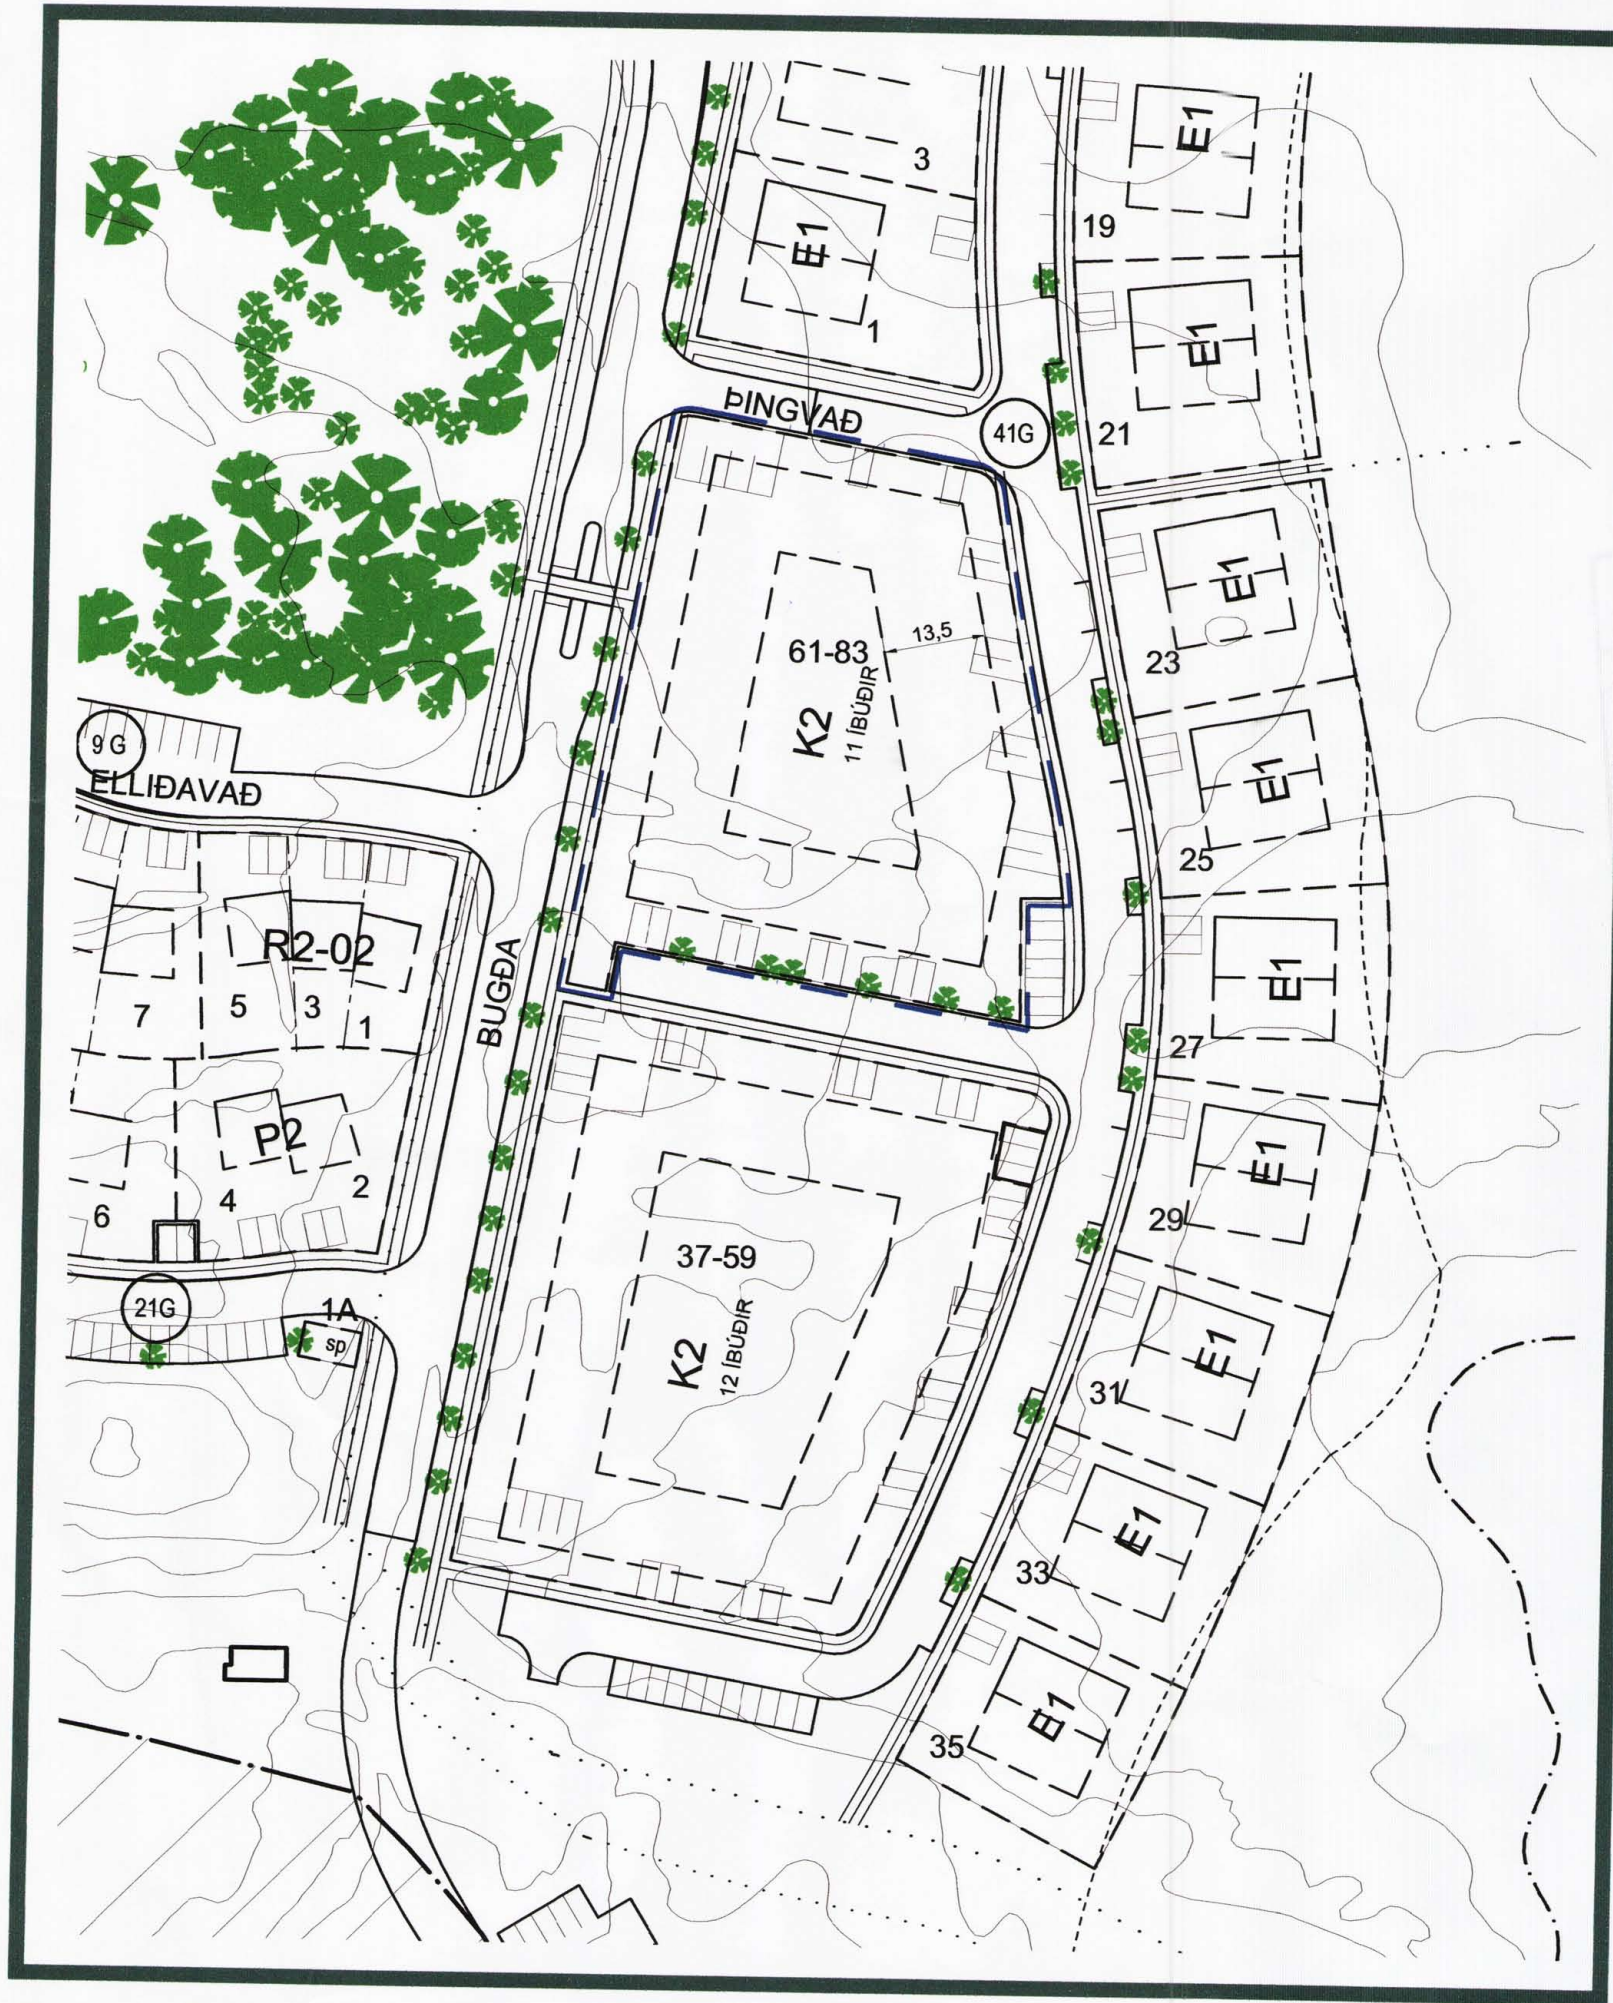 3
E1
19
E1
1
E1
ÞINGVAÐ
41G
21
E1
61-83
13,5
K2
11 ÍBÚÐIR
23
9 G
ELLIÐAVAÐ
E1
25
R2-02
7
5
3
1
BUGÐA
E1
27
P2
6
4
2
E1
29
37-59
21G
1A
sp
K2
12 ÍBÚÐIR
E1
31
E1
33
E1
35